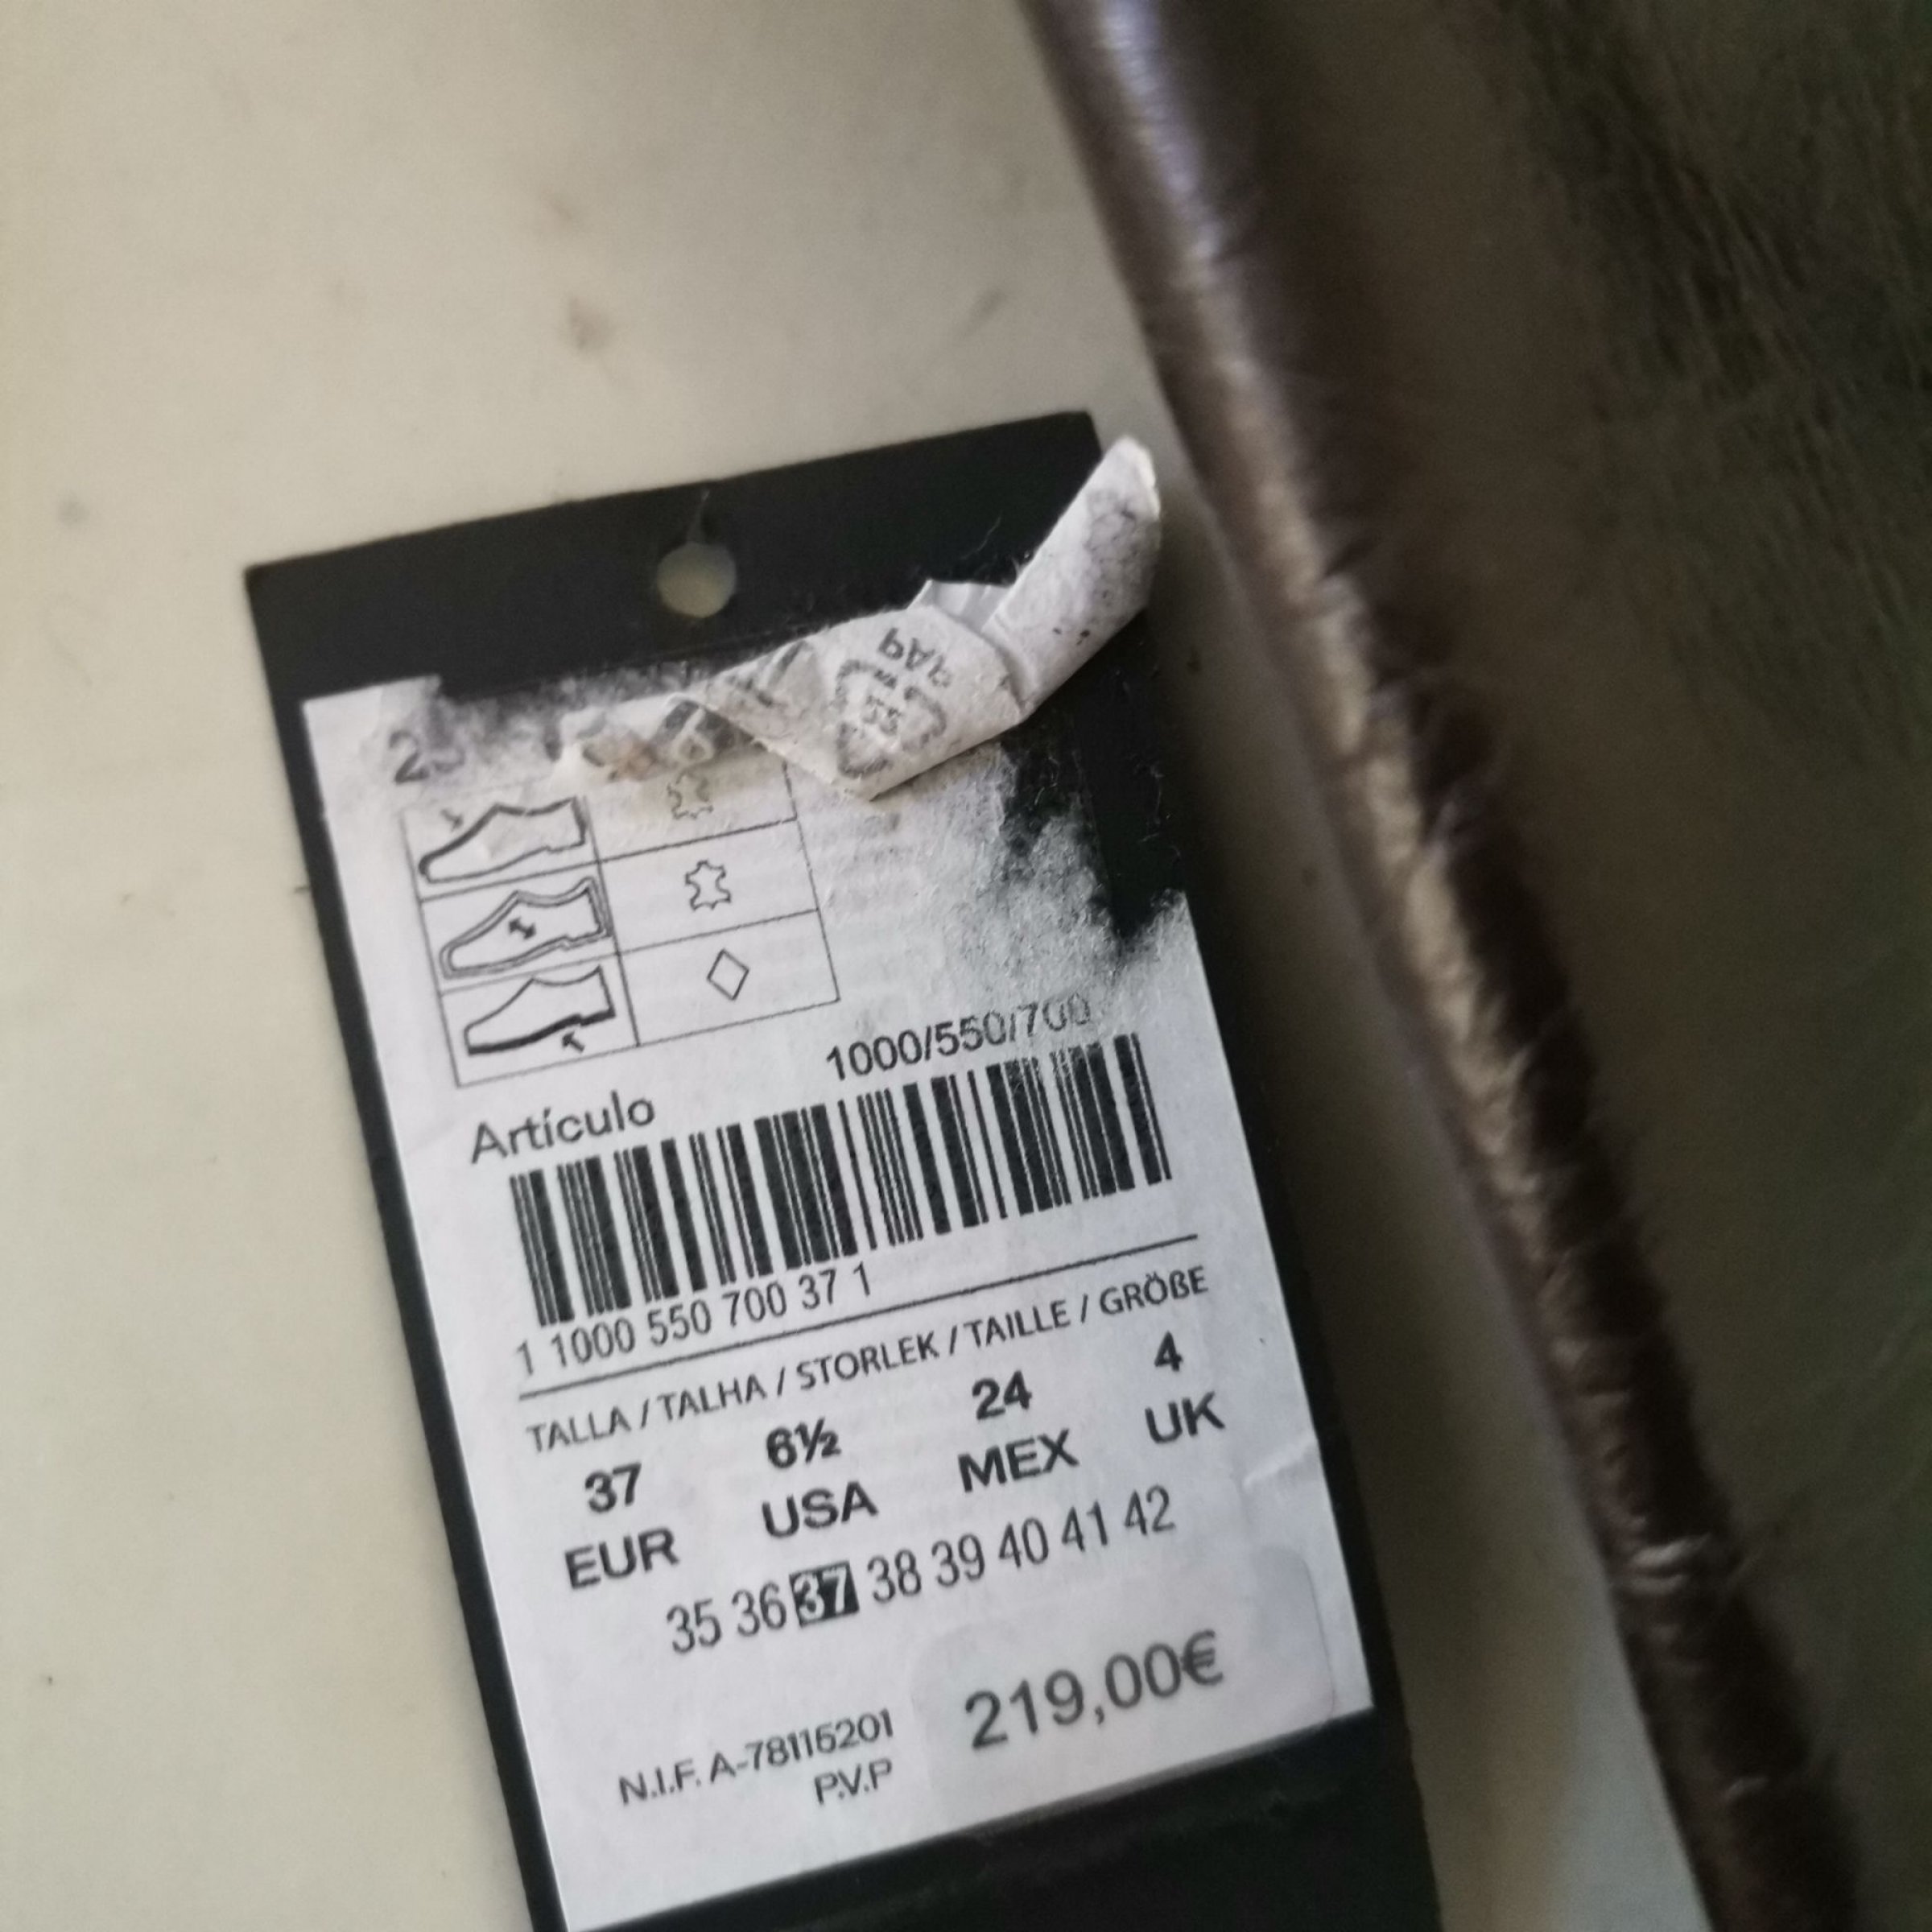 PAP
1000/550/700
Artículo
1 1000 550 700 37 1
TALLA / TALHA / STORLEK / TAILLE / GRÖßE
37 6½ 24 4
EUR USA MEX UK
35 36 37 38 39 40 41 42
219,00€
N.I.F. A-78115201
P.V.P